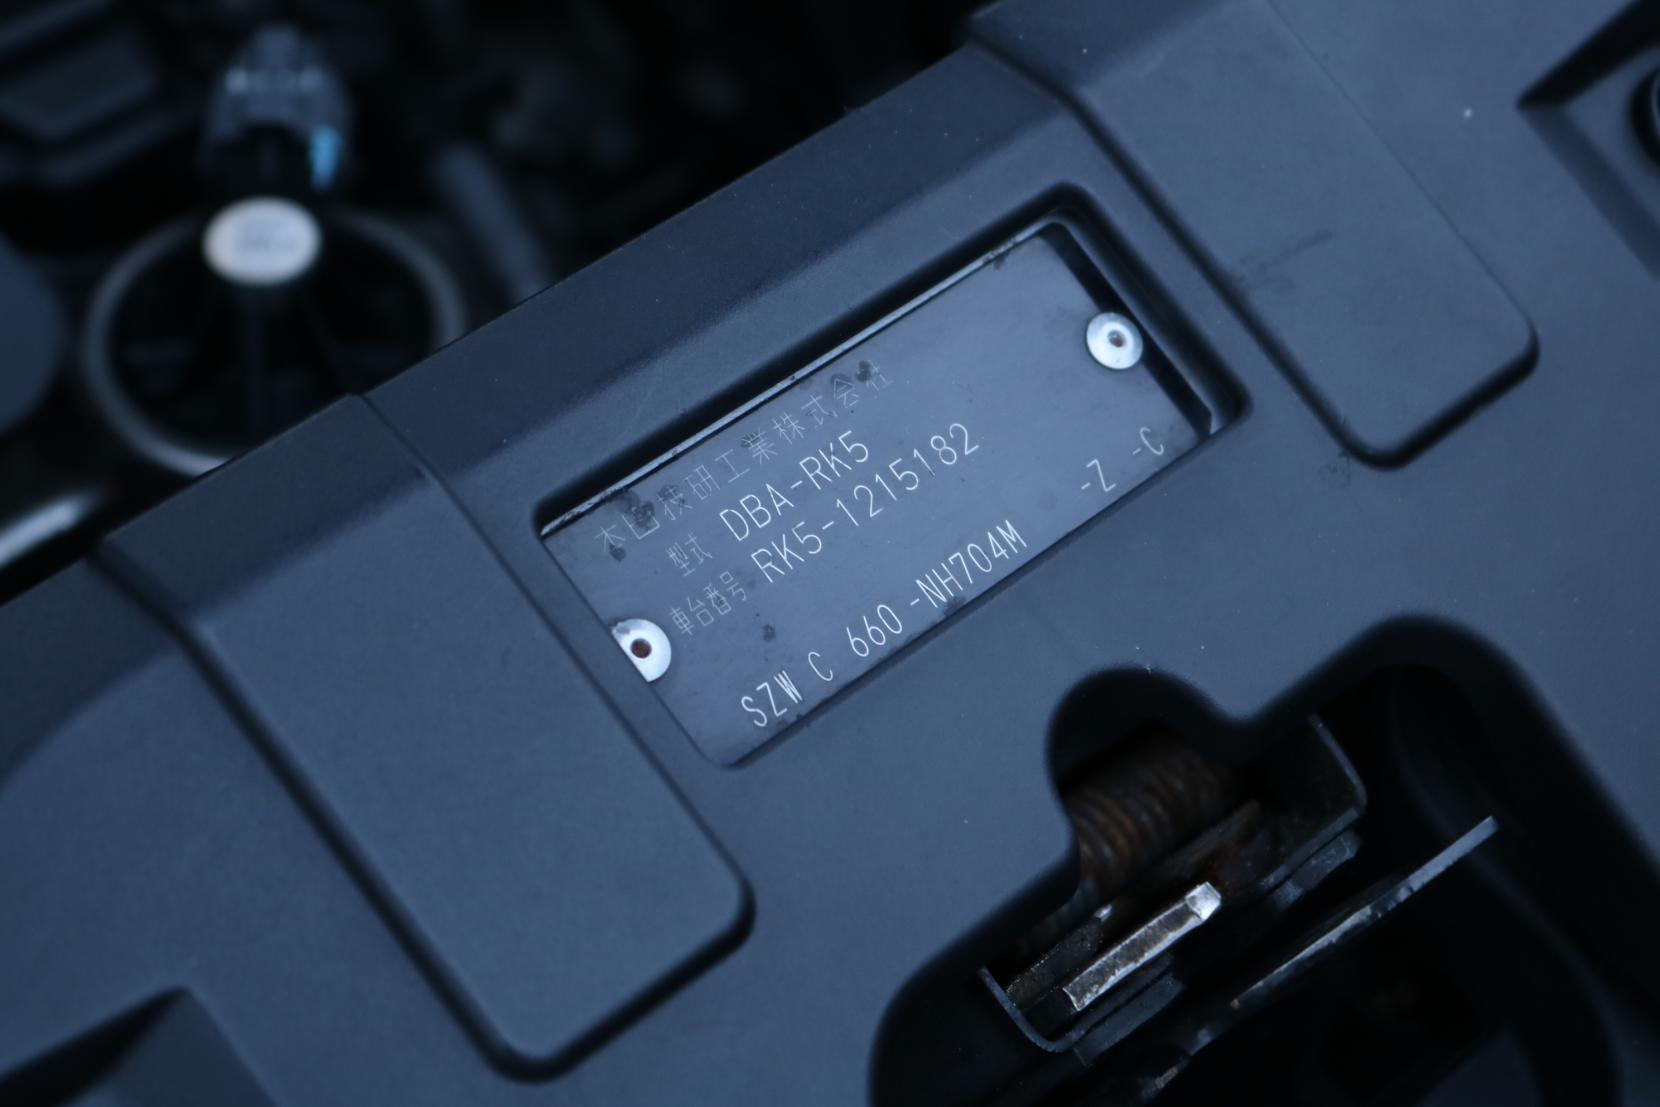 本田技研工業株式会社
型式 DBA-RK5
車台番号 RK5-1215182
-Z -C
SZW C 660 -NH704M